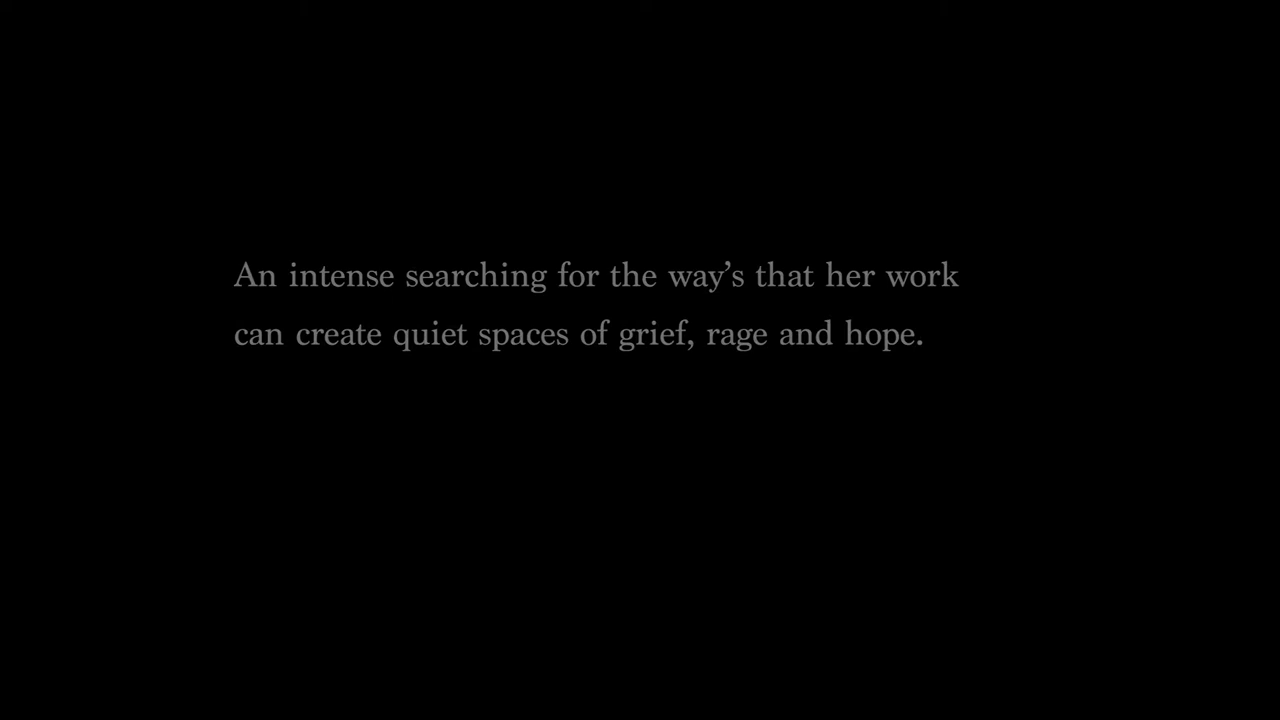 An intense searching for the way’s that her work
can create quiet spaces of grief, rage and hope.